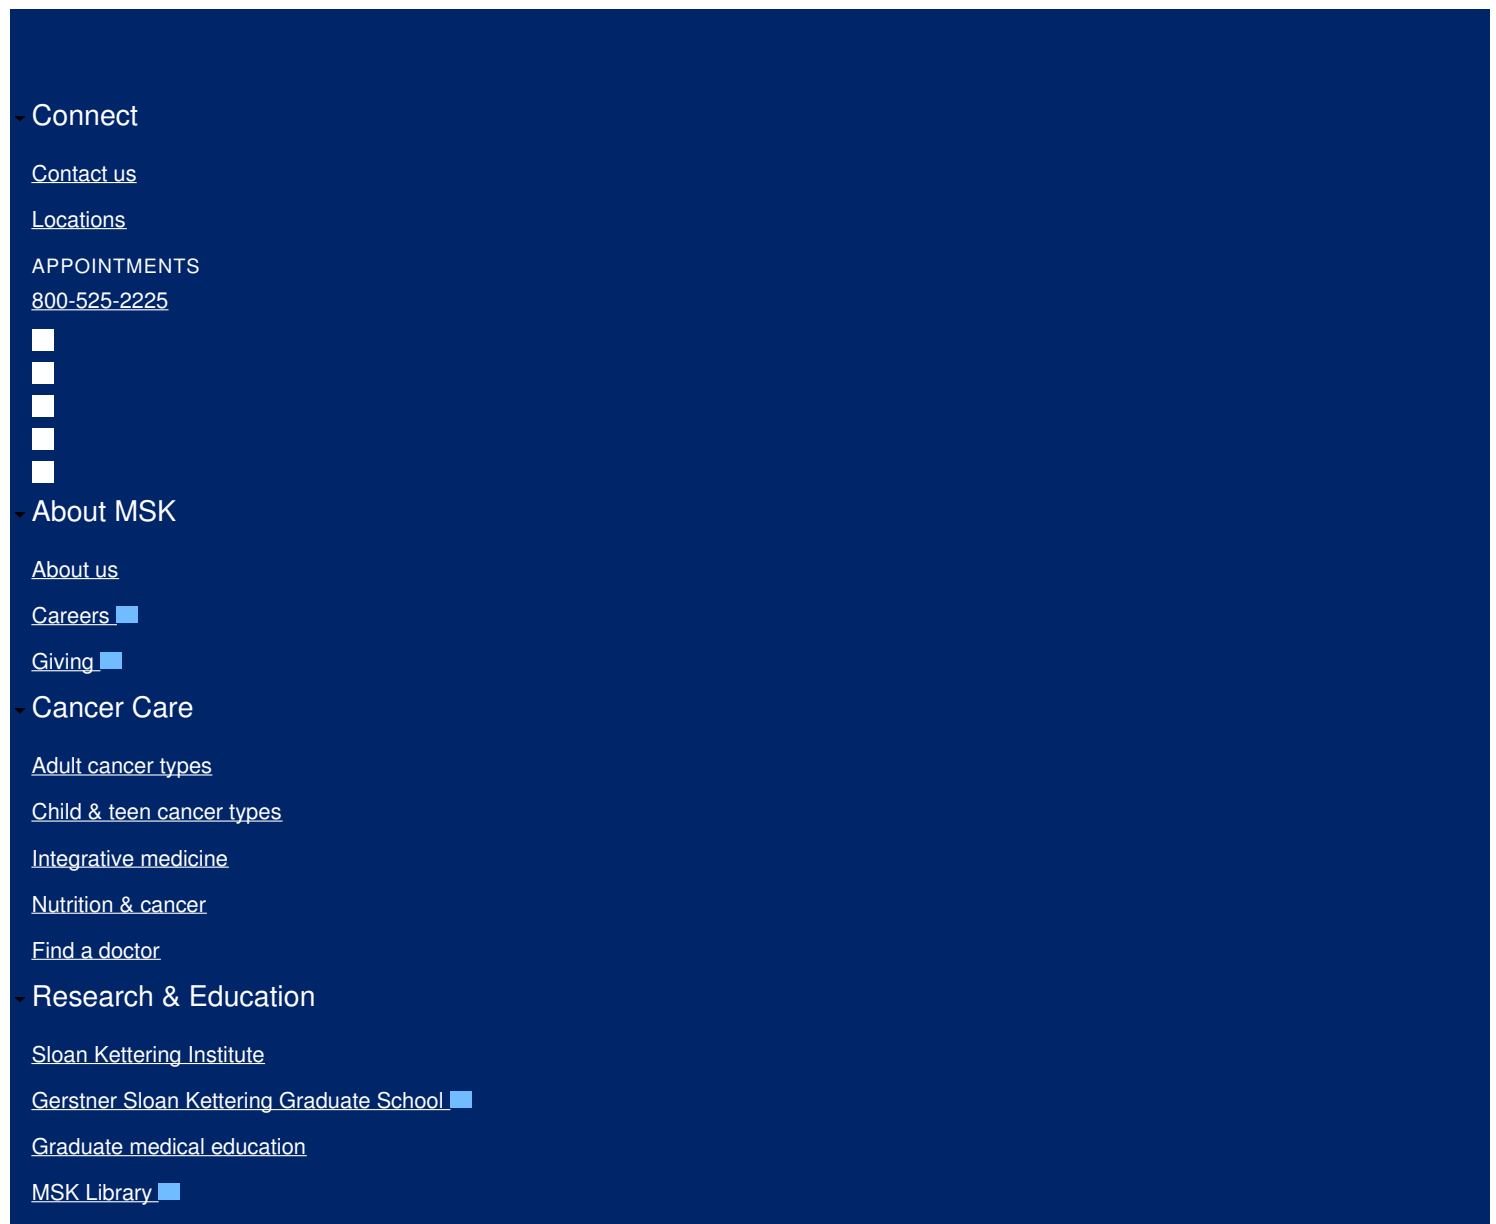 Connect
Contact us
Locations
APPOINTMENTS
800-525-2225
About MSK
About us
Careers
Giving
Cancer Care
Adult cancer types
Child & teen cancer types
Integrative medicine
Nutrition & cancer
Find a doctor
Research & Education
Sloan Kettering Institute
Gerstner Sloan Kettering Graduate School
Graduate medical education
MSK Library